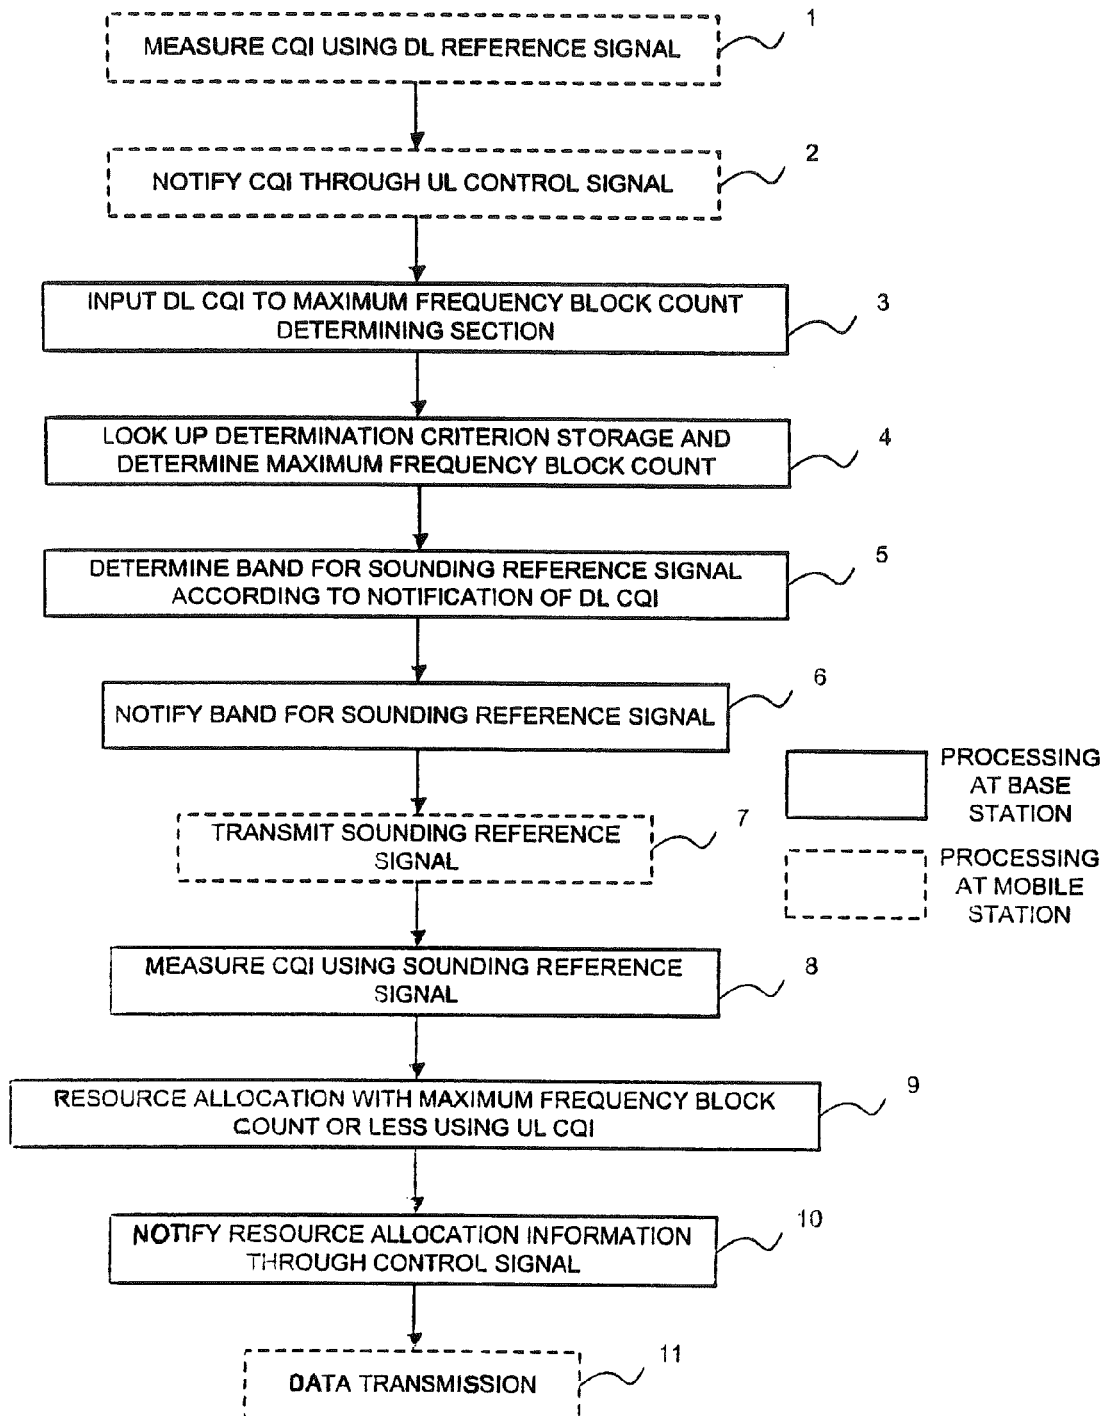 1
MEASURE CQI USING DL REFERENCE SIGNAL
2
NOTIFY CQI THROUGH UL CONTROL SIGNAL
INPUT DL CQI TO MAXIMUM FREQUENCY BLOCK COUNT
DETERMINING SECTION
3
LOOK UP DETERMINATION CRITERION STORAGE AND
DETERMINE MAXIMUM FREQUENCY BLOCK COUNT
4
DETERMINE BAND FOR SOUNDING REFERENCE SIGNAL
ACCORDING TO NOTIFICATION OF DL CQI
5
NOTIFY BAND FOR SOUNDING REFERENCE SIGNAL
6
PROCESSING
AT BASE
STATION
TRANSMIT SOUNDING REFERENCE
SIGNAL
7
PROCESSING
AT MOBILE
STATION
MEASURE CQI USING SOUNDING REFERENCE
SIGNAL
8
RESOURCE ALLOCATION WITH MAXIMUM FREQUENCY BLOCK
COUNT OR LESS USING UL CQI
9
NOTIFY RESOURCE ALLOCATION INFORMATION
THROUGH CONTROL SIGNAL
10
DATA TRANSMISSION
11